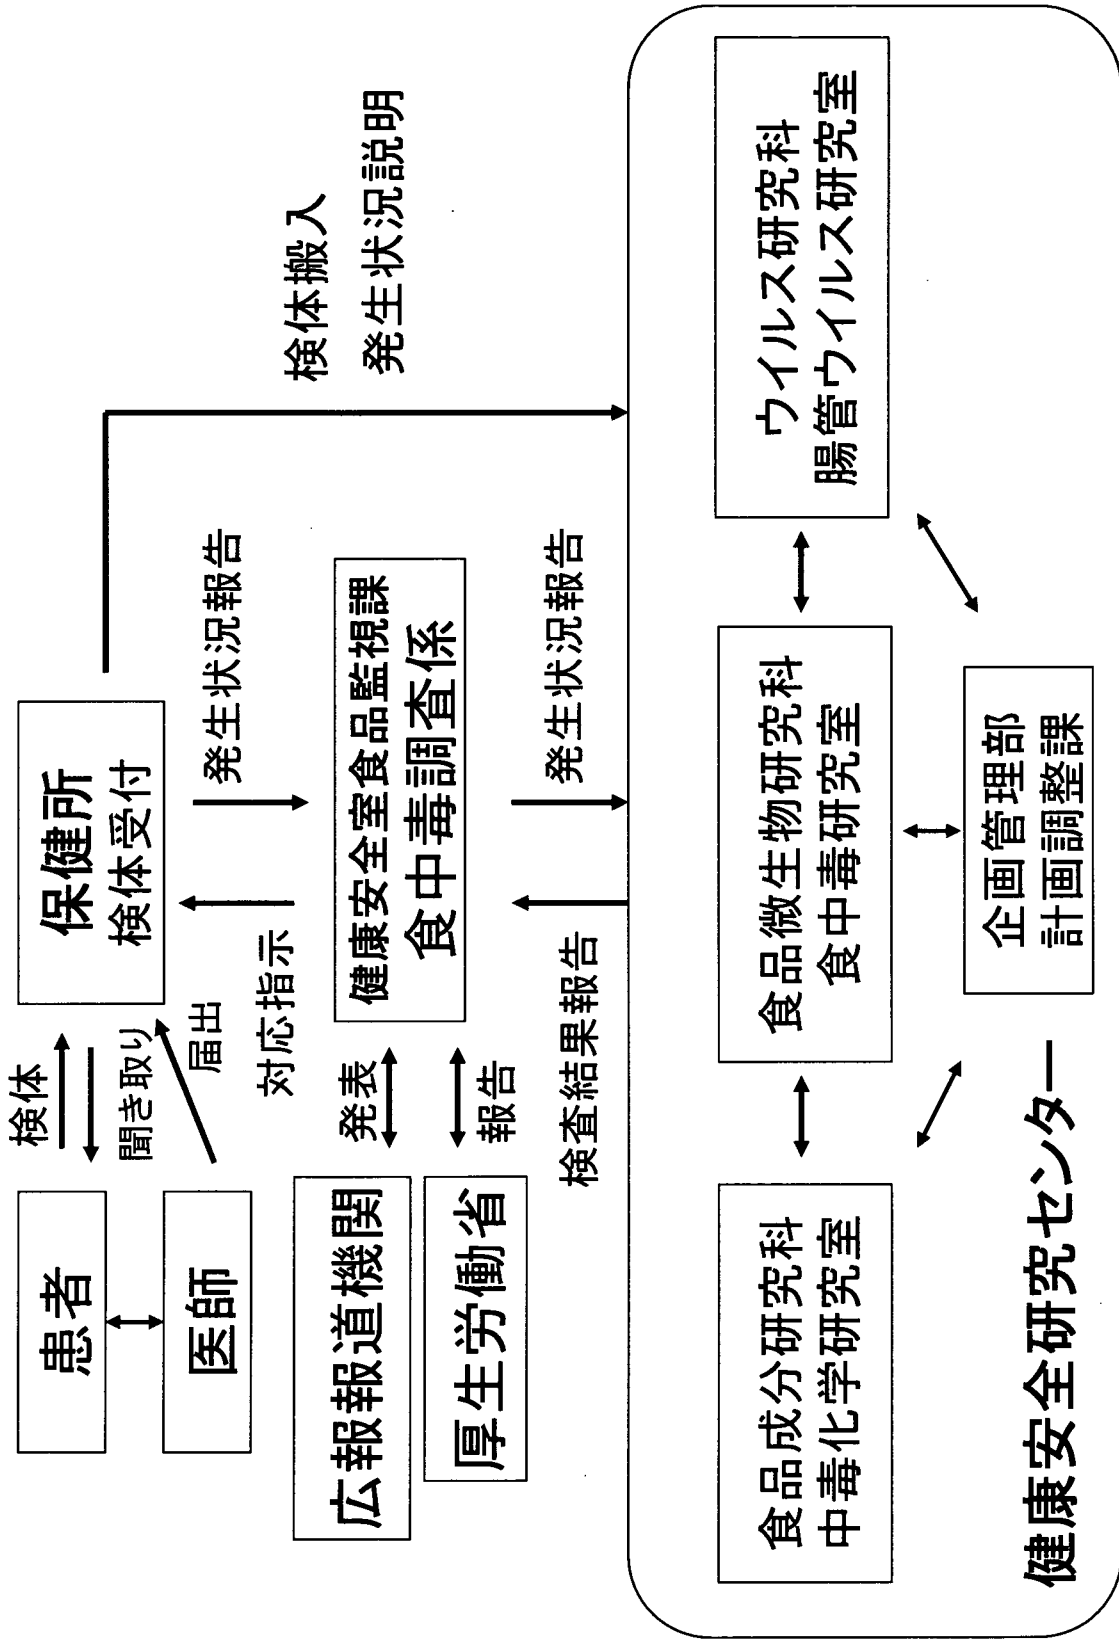 患者
医師
検体
聞き取り
届出
保健所
検体受付
検体搬入
発生状況説明
対応指示
発生状況報告
広報報道機関
発表
厚生労働省
報告
健康安全室食品監視課
食中毒調査係
検査結果報告
発生状況報告
食品成分研究科
中毒化学研究室
食品微生物研究科
食中毒研究室
ウイルス研究科
腸管ウイルス研究室
企画管理部
計画調整課
健康安全研究センター